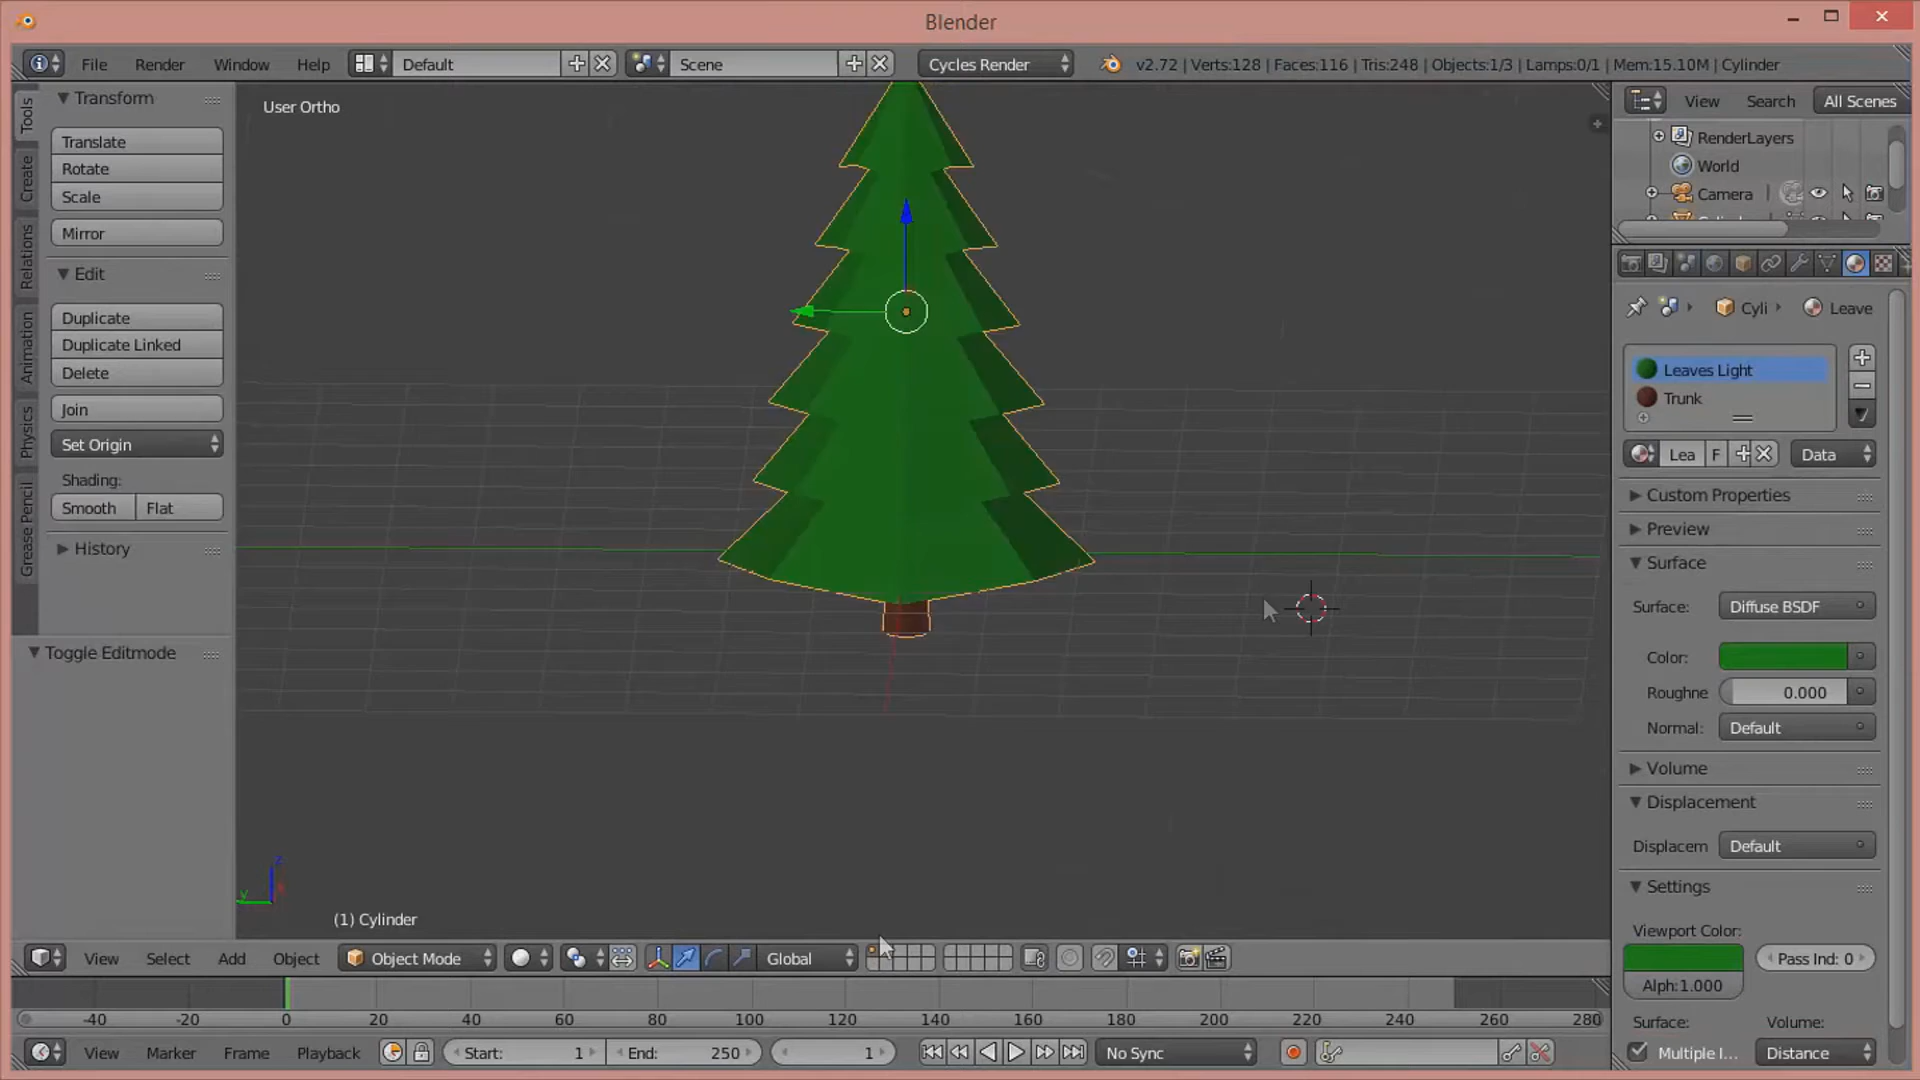 Blender
File Render Window Help Default Scene Cycles Render v2.72 | Verts:128 | Faces:116 | Tris:248 | Objects:1/3 | Lamps:0/1 | Mem:15.10M | Cylinder
Tools
Create
Relations
Animation
Physics
Grease Pencil
Transform
Translate
Rotate
Scale
Mirror
Edit
Duplicate
Duplicate Linked
Delete
Join
Set Origin
Shading:
Smooth Flat
History
Toggle Editmode
User Ortho
z
y
(1) Cylinder
View Search All Scenes
RenderLayers
World
Camera
Cyli Leave
Leaves Light
Trunk
Lea F Data
Custom Properties
Preview
Surface
Surface: Diffuse BSDF
Color:
Roughne 0.000
Normal: Default
Volume
Displacement
Displacem Default
Settings
Viewport Color:
Pass Ind: 0
Alph:1.000
Surface: Volume:
Multiple I... Distance
View Select Add Object Object Mode Global
-40 -20 0 20 40 60 80 100 120 140 160 180 200 220 240 260 280
View Marker Frame Playback Start: 1 End: 250 1 No Sync